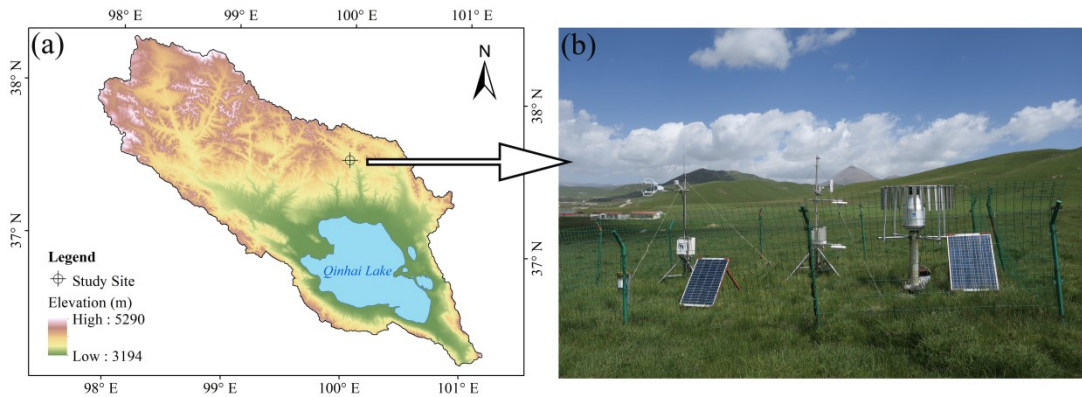 98° E 99° E 100° E 101° E
(a)
N
38° N
38° N
37° N
37° N
Qinhai Lake
Legend
Study Site
Elevation (m)
High : 5290
Low : 3194
98° E 99° E 100° E 101° E
(b)